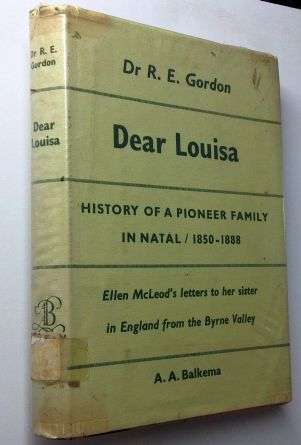 Dr R. E.
Gordon
Dear
Louisa
B
Dr R. E. Gordon
Dear Louisa
HISTORY OF A PIONEER FAMILY
IN NATAL / 1850-1888
Ellen McLeod's letters to her sister
in England from the Byrne Valley
A. A. Balkema